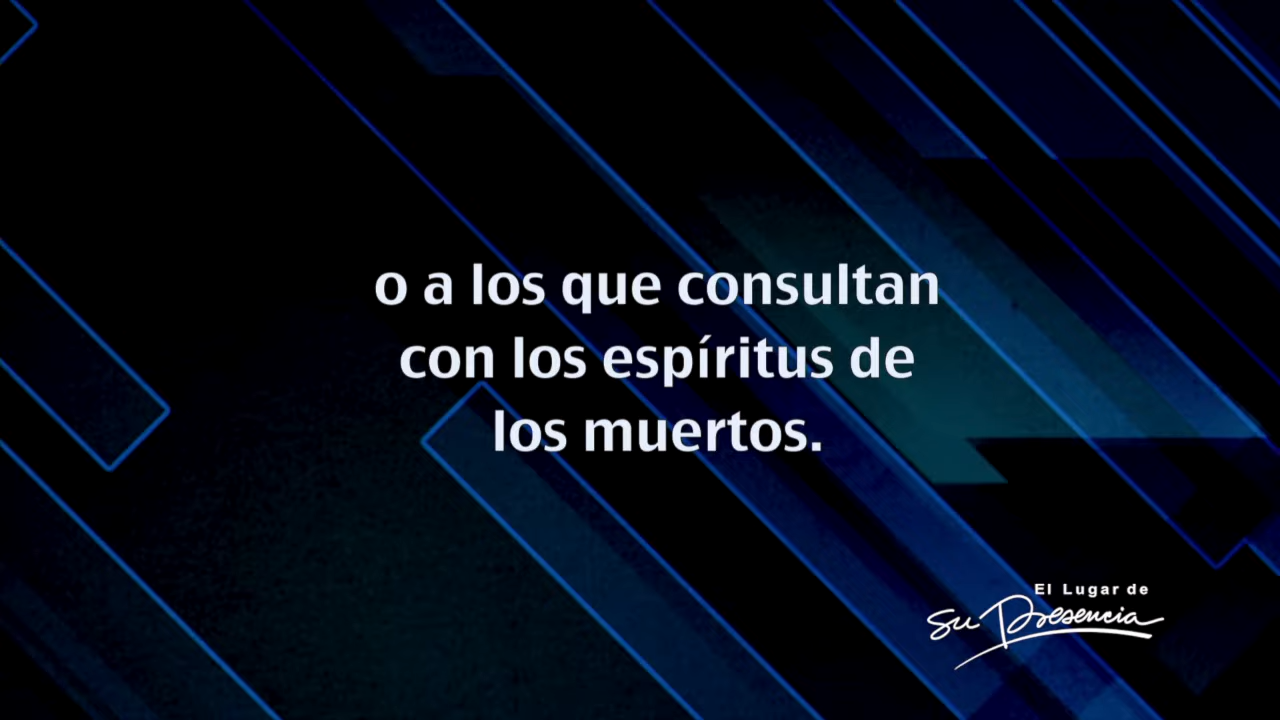 o a los que consultan
con los espíritus de
los muertos.
El Lugar de
Su Presencia